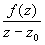 f(z)
z − z₀